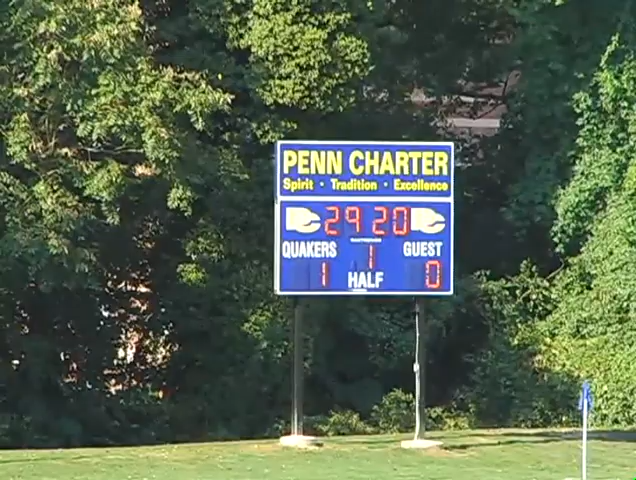 PENN CHARTER
Spirit · Tradition · Excellence
29 20
QUAKERS 1 GUEST
1 HALF 0